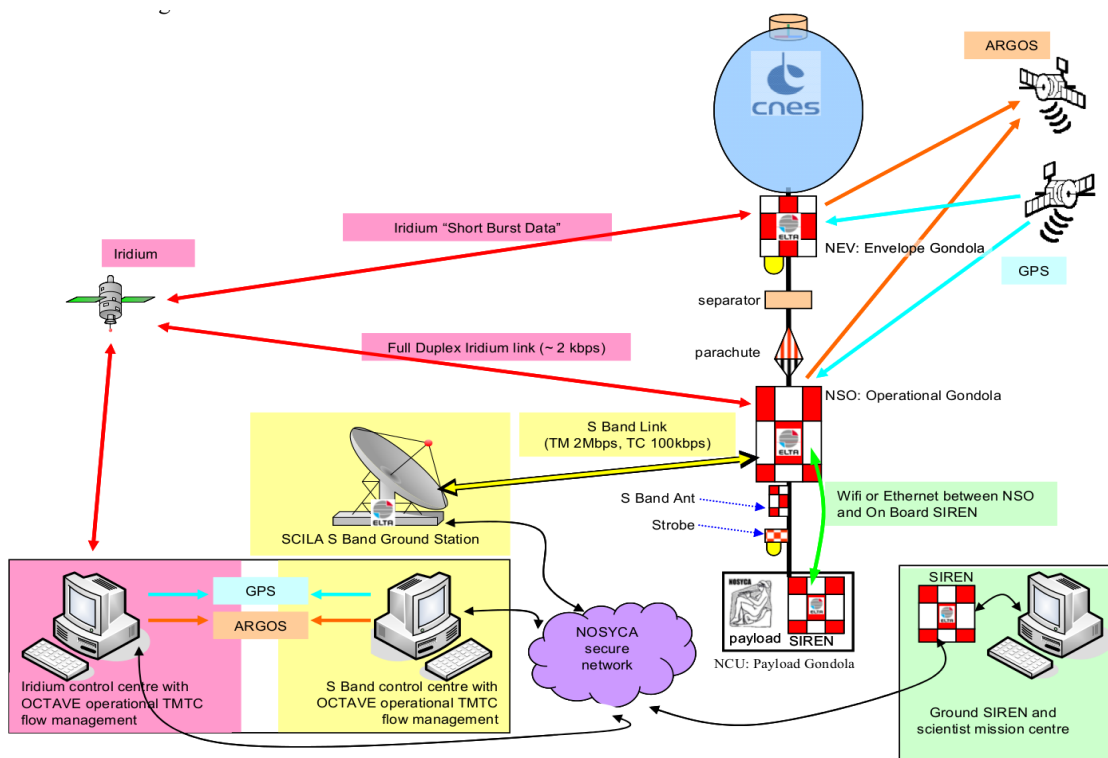 cnes
ARGOS
Iridium “Short Burst Data”
ELTA
NEV: Envelope Gondola
Iridium
GPS
separator
Full Duplex Iridium link (~ 2 kbps)
parachute
NSO: Operational Gondola
S Band Link
(TM 2Mbps, TC 100kbps)
ELTA
S Band Ant
Wifi or Ethernet between NSO
and On Board SIREN
ELTA
Strobe
SCILA S Band Ground Station
GPS
ARGOS
NOSYCA
secure
network
NOSYCA
payload
ELTA
SIREN
NCU: Payload Gondola
SIREN
ELTA
Iridium control centre with
OCTAVE operational TMTC
flow management
S Band control centre with
OCTAVE operational TMTC
flow management
Ground SIREN and
scientist mission centre